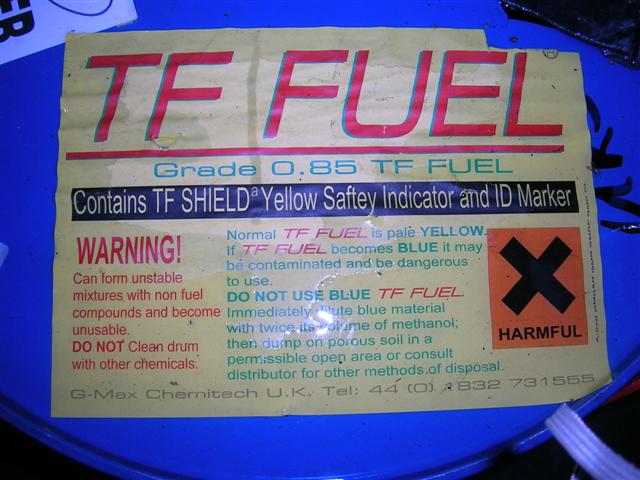 TF FUEL
Grade 0.85 TF FUEL
Contains TF SHIELDª Yellow Saftey Indicator and ID Marker
WARNING!
Can form unstable
mixtures with non fuel
compounds and become
unusable.
DO NOT Clean drum
with other chemicals.
Normal TF FUEL is pale YELLOW.
If TF FUEL becomes BLUE it may
be contaminated and be dangerous
to use.
DO NOT USE BLUE TF FUEL.
Immediately dilute blue material
with twice its volume of methanol;
then dump on porous soil in a
permissible open area or consult
distributor for other methods of disposal.
HARMFUL
G-Max Chemitech U.K. Tel: 44 (0) 1832 731555